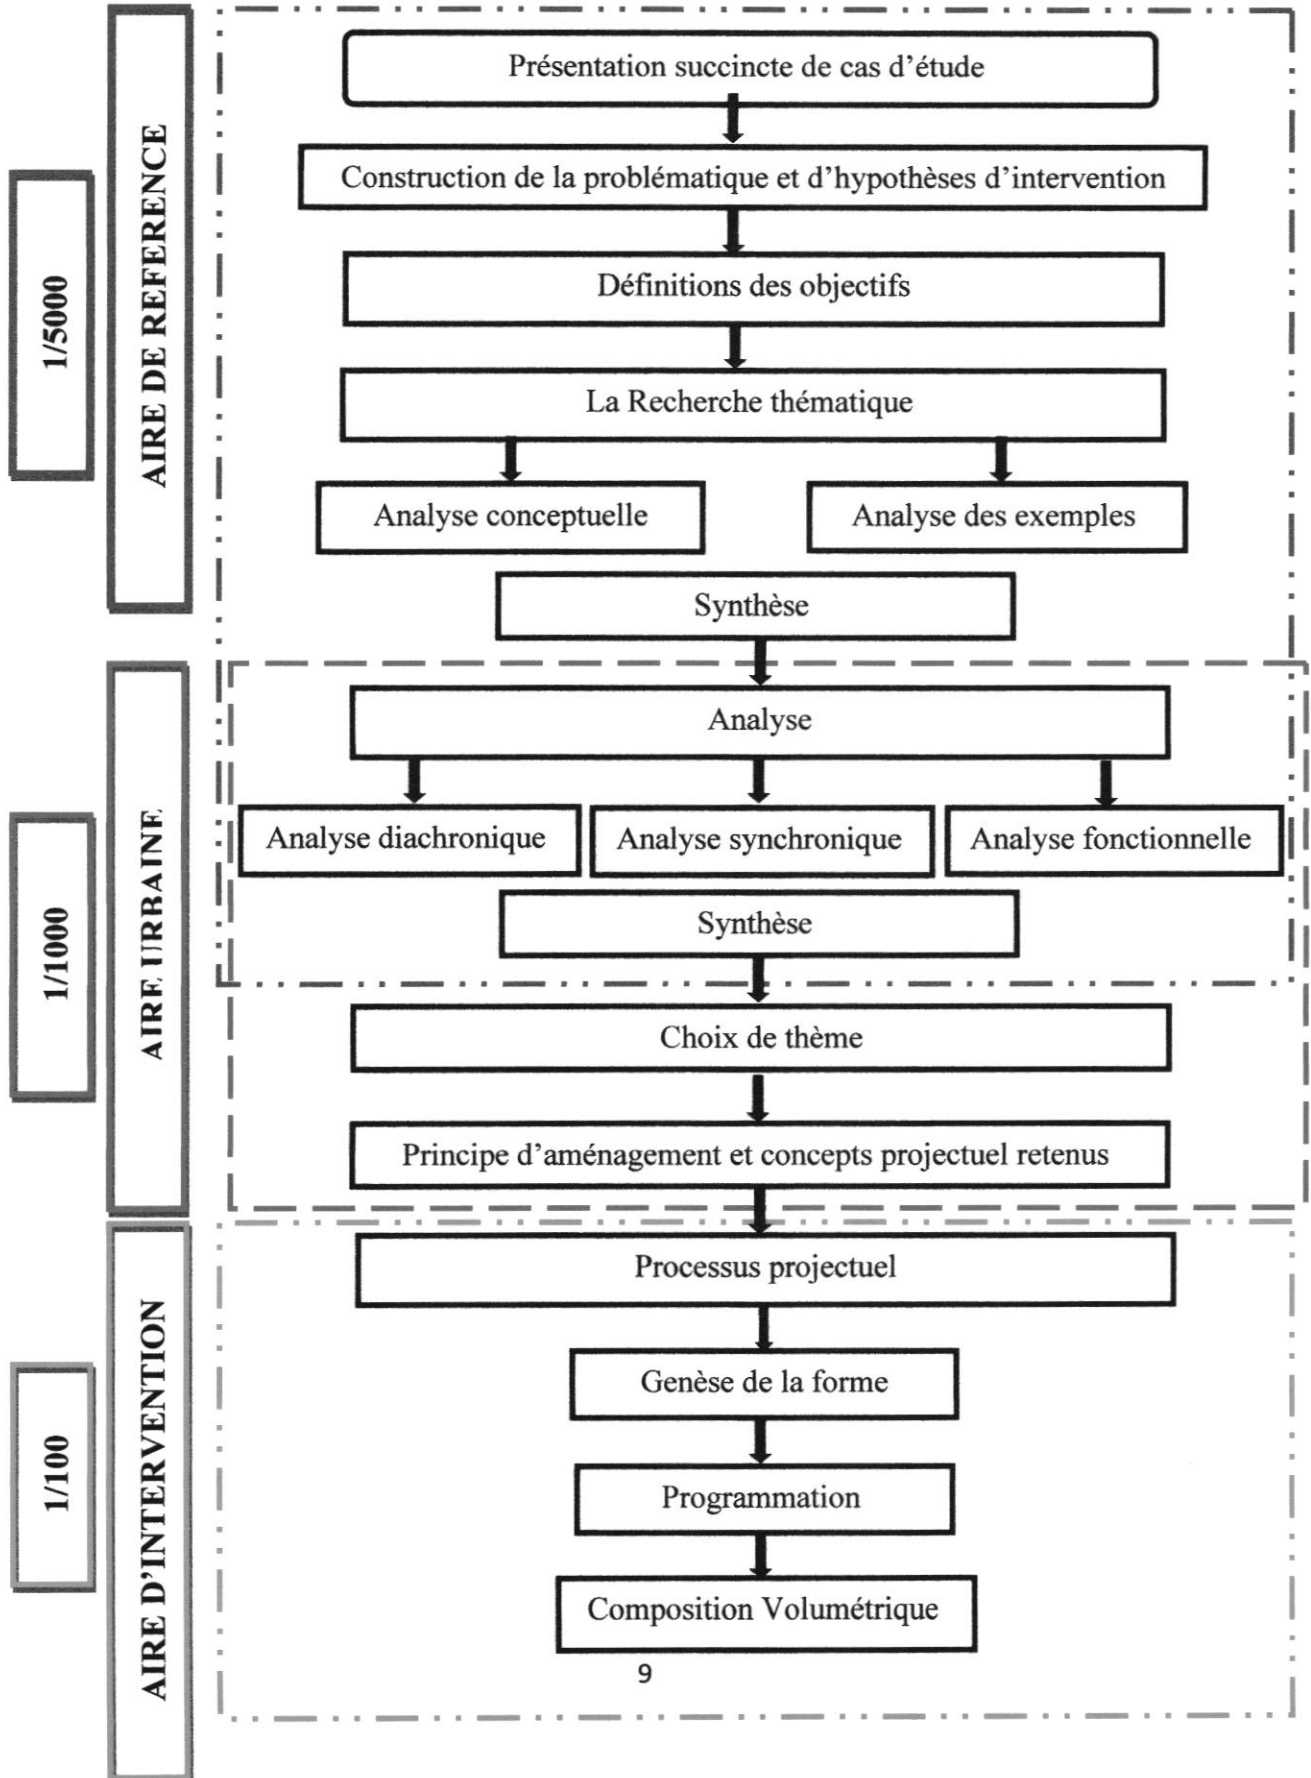 1/5000
AIRE DE REFERENCE
Présentation succincte de cas d'étude
Construction de la problématique et d'hypothèses d'intervention
Définitions des objectifs
La Recherche thématique
Analyse conceptuelle
Analyse des exemples
Synthèse
1/1000
AIRE URBAINE
Analyse
Analyse diachronique
Analyse synchronique
Analyse fonctionnelle
Synthèse
Choix de thème
Principe d'aménagement et concepts projectuel retenus
1/100
AIRE D'INTERVENTION
Processus projectuel
Genèse de la forme
Programmation
Composition Volumétrique
9